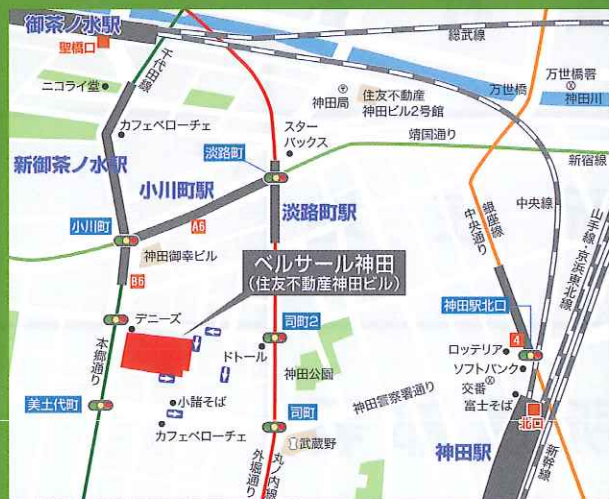 御茶ノ水駅
聖橋口
総武線
千代田線
ニコライ堂
神田局
住友不動産
神田ビル2号館
万世橋
万世橋署
神田川
カフェベローチェ
スター
バックス
靖国通り
新御茶ノ水駅
淡路町
新宿線
小川町駅
淡路町駅
小川町
A6
神田御幸ビル
銀座線
中央通り
中央線
山手線・京浜東北線
B6
ベルサール神田
(住友不動産神田ビル)
神田駅北口
デニーズ
司町2
4
本郷通り
ドトール
ロッテリア
神田公園
ソフトバンク
交番
美土代町
小諸そば
神田警察署通り
富士そば
北口
カフェベローチェ
司町
武蔵野
神田駅
新幹線
丸ノ内線
外堀通り